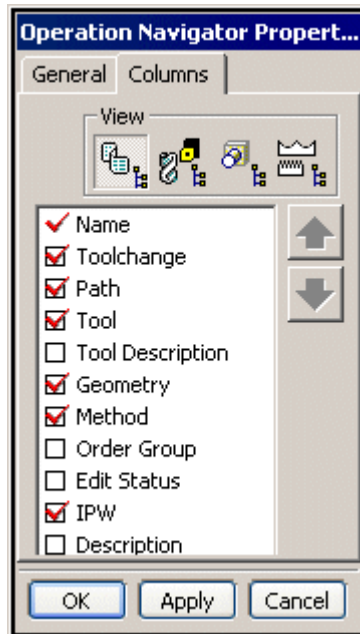 Operation Navigator Propert...
General Columns
View
Name
Toolchange
Path
Tool
Tool Description
Geometry
Method
Order Group
Edit Status
IPW
Description
OK Apply Cancel